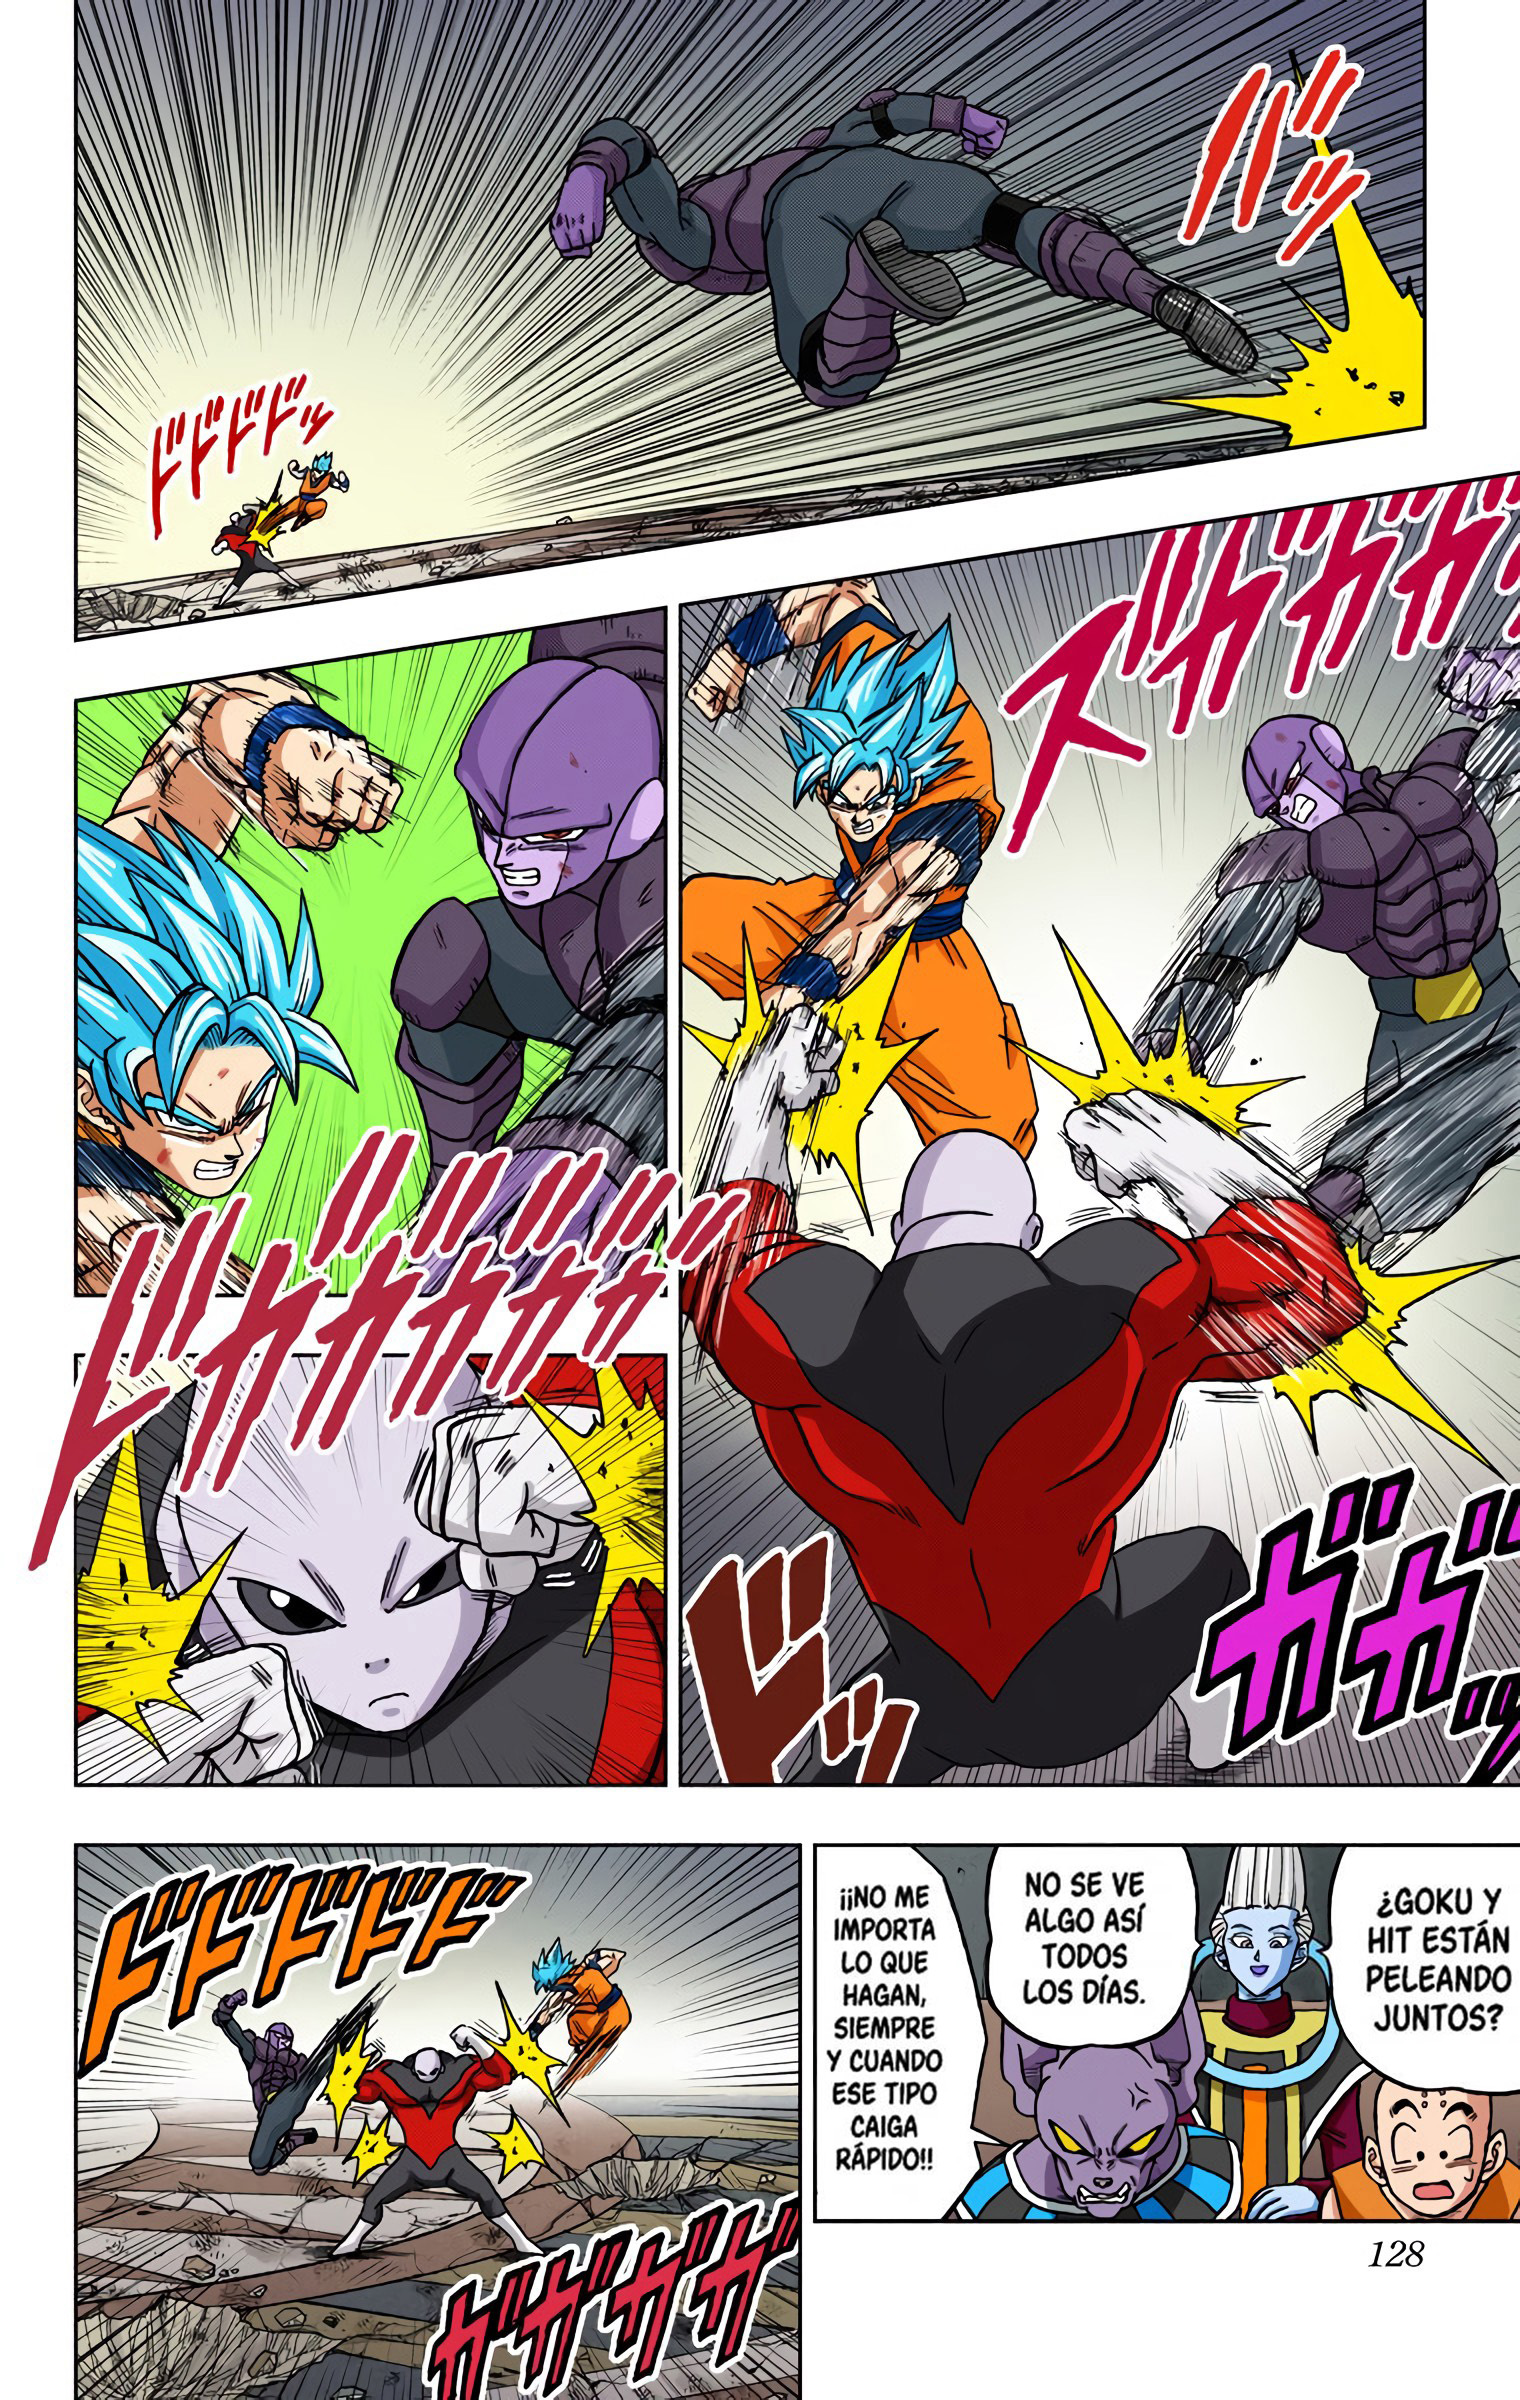 バッ
ドドドドッ
ズガガガガ
ドガガガガガ
ドッ
ガガッ
¿GOKU Y
HIT ESTÁN
PELEANDO
JUNTOS?
NO SE VE
ALGO ASÍ
TODOS
LOS DÍAS.
¡¡NO ME
IMPORTA
LO QUE
HAGAN,
SIEMPRE
Y CUANDO
ESE TIPO
CAIGA
RÁPIDO!!
ドドドドド
ガガガガ
128